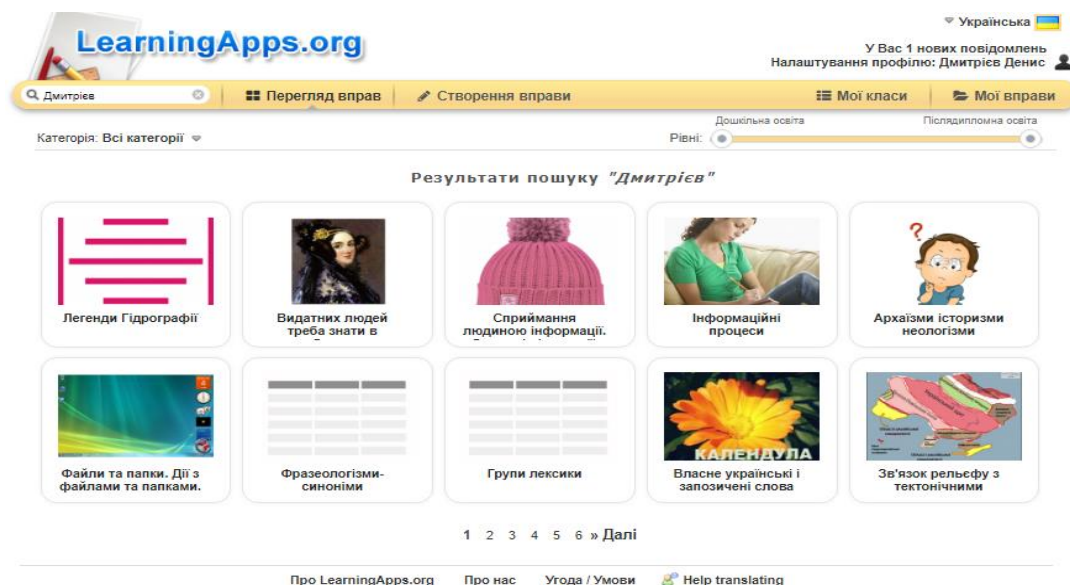 Українська
LearningApps.org
У Вас 1 нових повідомлень
Налаштування профілю: Дмитрієв Денис
Дмитрієв
Перегляд вправ
Створення вправи
Мої класи
Мої вправи
Дошкільна освіта
Післядипломна освіта
Категорія: Всі категорії
Рівні:
Результати пошуку "Дмитрієв"
Легенди Гідрографії
Видатних людей
треба знати в
Сприймання
людиною інформації.
Інформаційні
процеси
Архаїзми історизми
неологізми
КАЛЕНДУЛА
Файли та папки. Дії з
файлами та папками.
Фразеологізми-
синоніми
Групи лексики
Власне українські і
запозичені слова
Зв'язок рельєфу з
тектонічними
1 2 3 4 5 6 » Далі
Про LearningApps.org
Про нас
Угода / Умови
Help translating